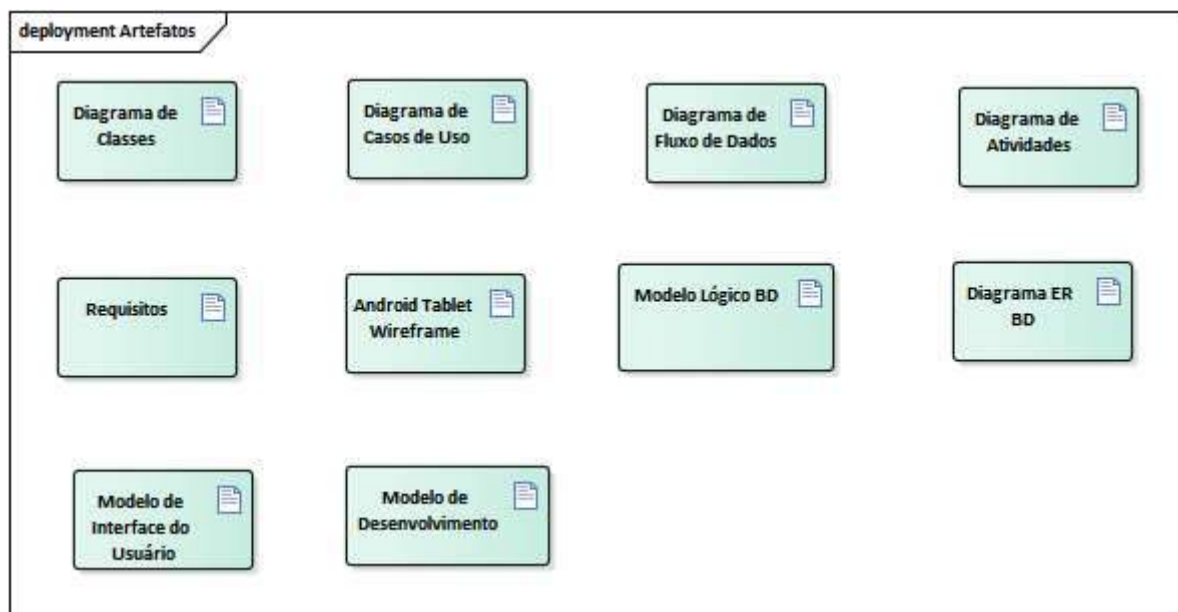 deployment Artefatos
Diagrama de
Classes
Diagrama de
Casos de Uso
Diagrama de
Fluxo de Dados
Diagrama de
Atividades
Requisitos
Android Tablet
Wireframe
Modelo Lógico BD
Diagrama ER
BD
Modelo de
Interface do
Usuário
Modelo de
Desenvolvimento